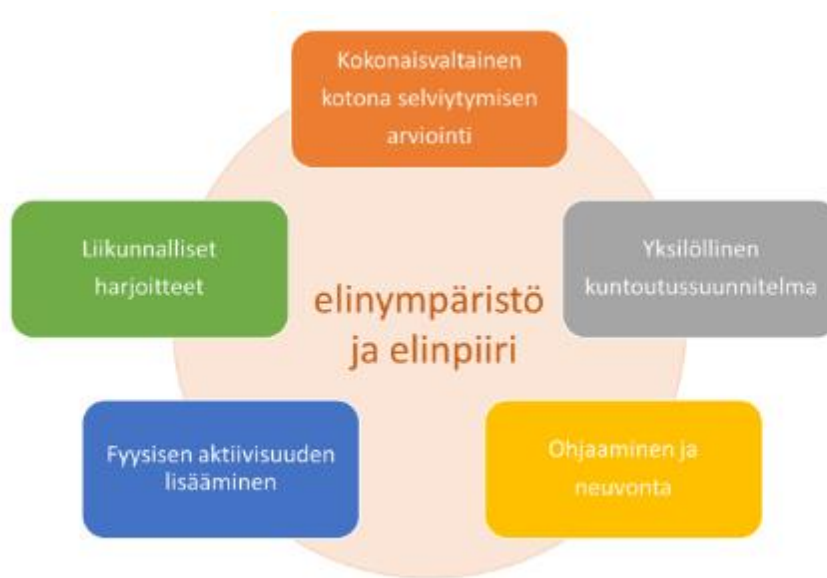 Kokonaisvaltainen
kotona selviytymisen
arviointi
Liikunnalliset
harjoitteet
Yksilöllinen
kuntoutussuunnitelma
elinympäristö
ja elinpiiri
Fyysisen aktiivisuuden
lisääminen
Ohjaaminen ja
neuvonta